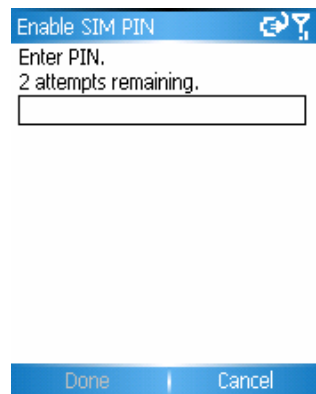 Enable SIM PIN
Enter PIN.
2 attempts remaining.
Done Cancel